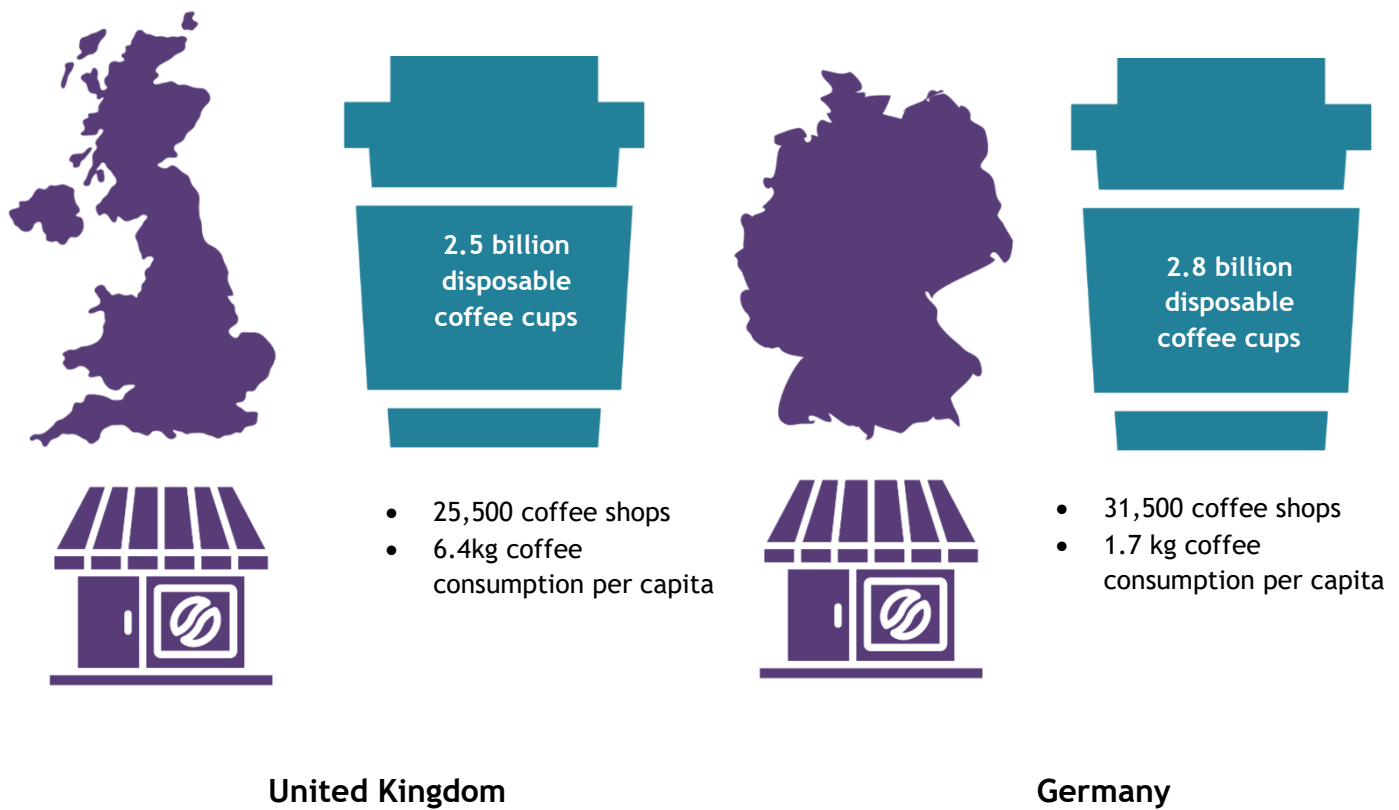 2.5 billion
disposable
coffee cups
2.8 billion
disposable
coffee cups
• 25,500 coffee shops
• 6.4kg coffee
consumption per capita
• 31,500 coffee shops
• 1.7 kg coffee
consumption per capita
United Kingdom
Germany